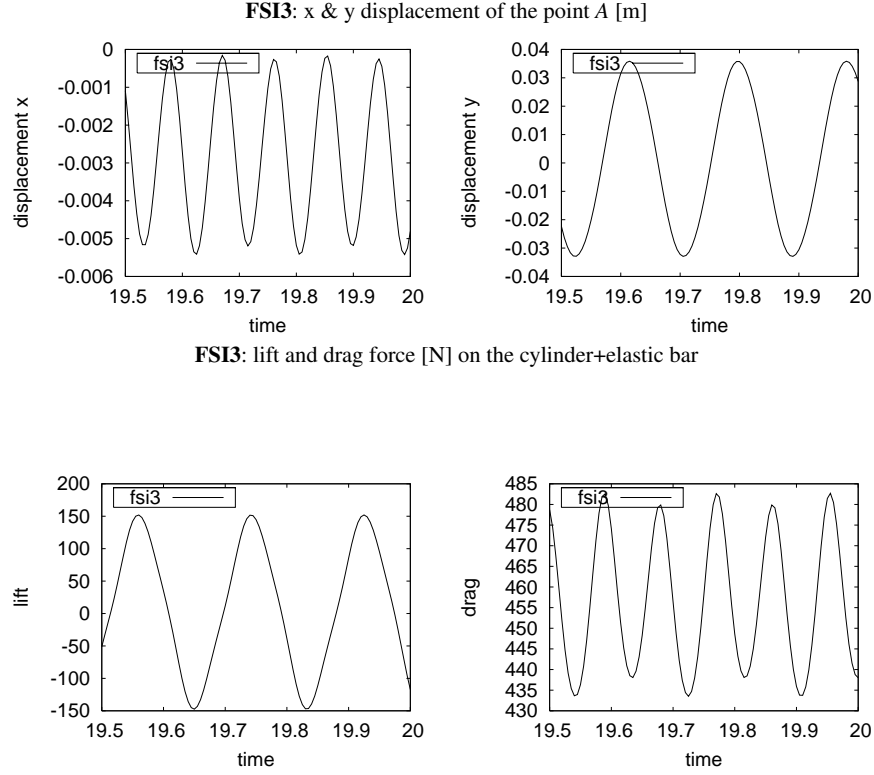 FSI3: x & y displacement of the point A [m]
fsi3
displacement x
0
-0.001
-0.002
-0.003
-0.004
-0.005
-0.006
19.5 19.6 19.7 19.8 19.9 20
time
fsi3
displacement y
0.04
0.03
0.02
0.01
0
-0.01
-0.02
-0.03
-0.04
19.5 19.6 19.7 19.8 19.9 20
time
FSI3: lift and drag force [N] on the cylinder+elastic bar
fsi3
lift
200
150
100
50
0
-50
-100
-150
19.5 19.6 19.7 19.8 19.9 20
time
fsi3
drag
485
480
475
470
465
460
455
450
445
440
435
430
19.5 19.6 19.7 19.8 19.9 20
time